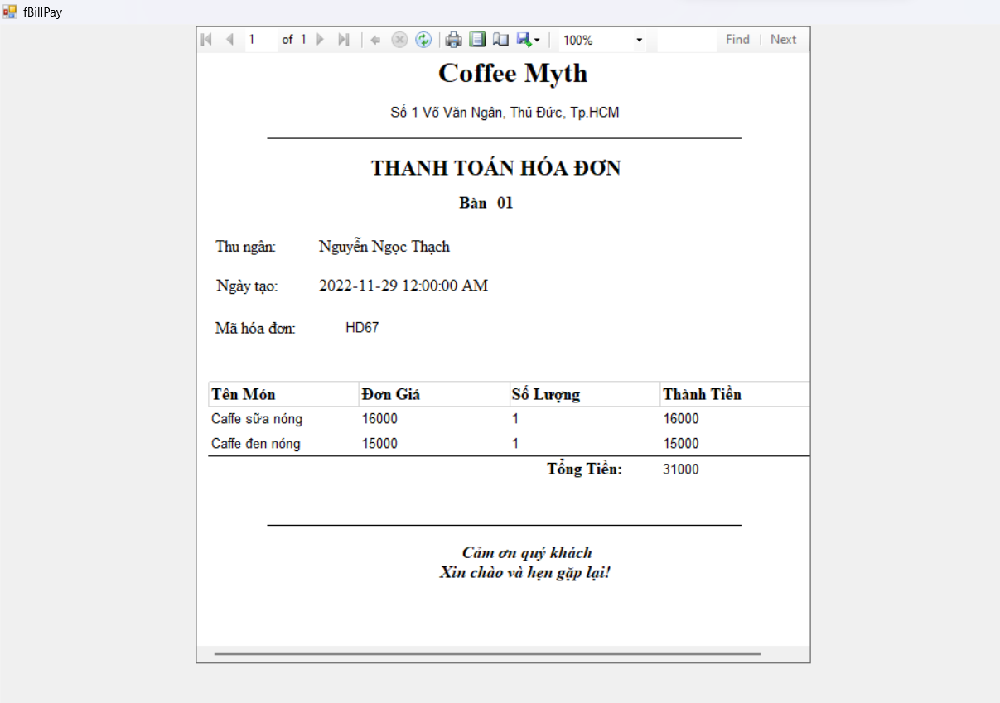 fBillPay
1 of 1 100% Find Next
Coffee Myth
Số 1 Võ Văn Ngân, Thủ Đức, Tp.HCM
THANH TOÁN HÓA ĐƠN
Bàn 01
Thu ngân: Nguyễn Ngọc Thạch
Ngày tạo: 2022-11-29 12:00:00 AM
Mã hóa đơn: HD67
Tên Món Đơn Giá Số Lượng Thành Tiền
Caffe sữa nóng 16000 1 16000
Caffe đen nóng 15000 1 15000
Tổng Tiền: 31000
Cảm ơn quý khách
Xin chào và hẹn gặp lại!